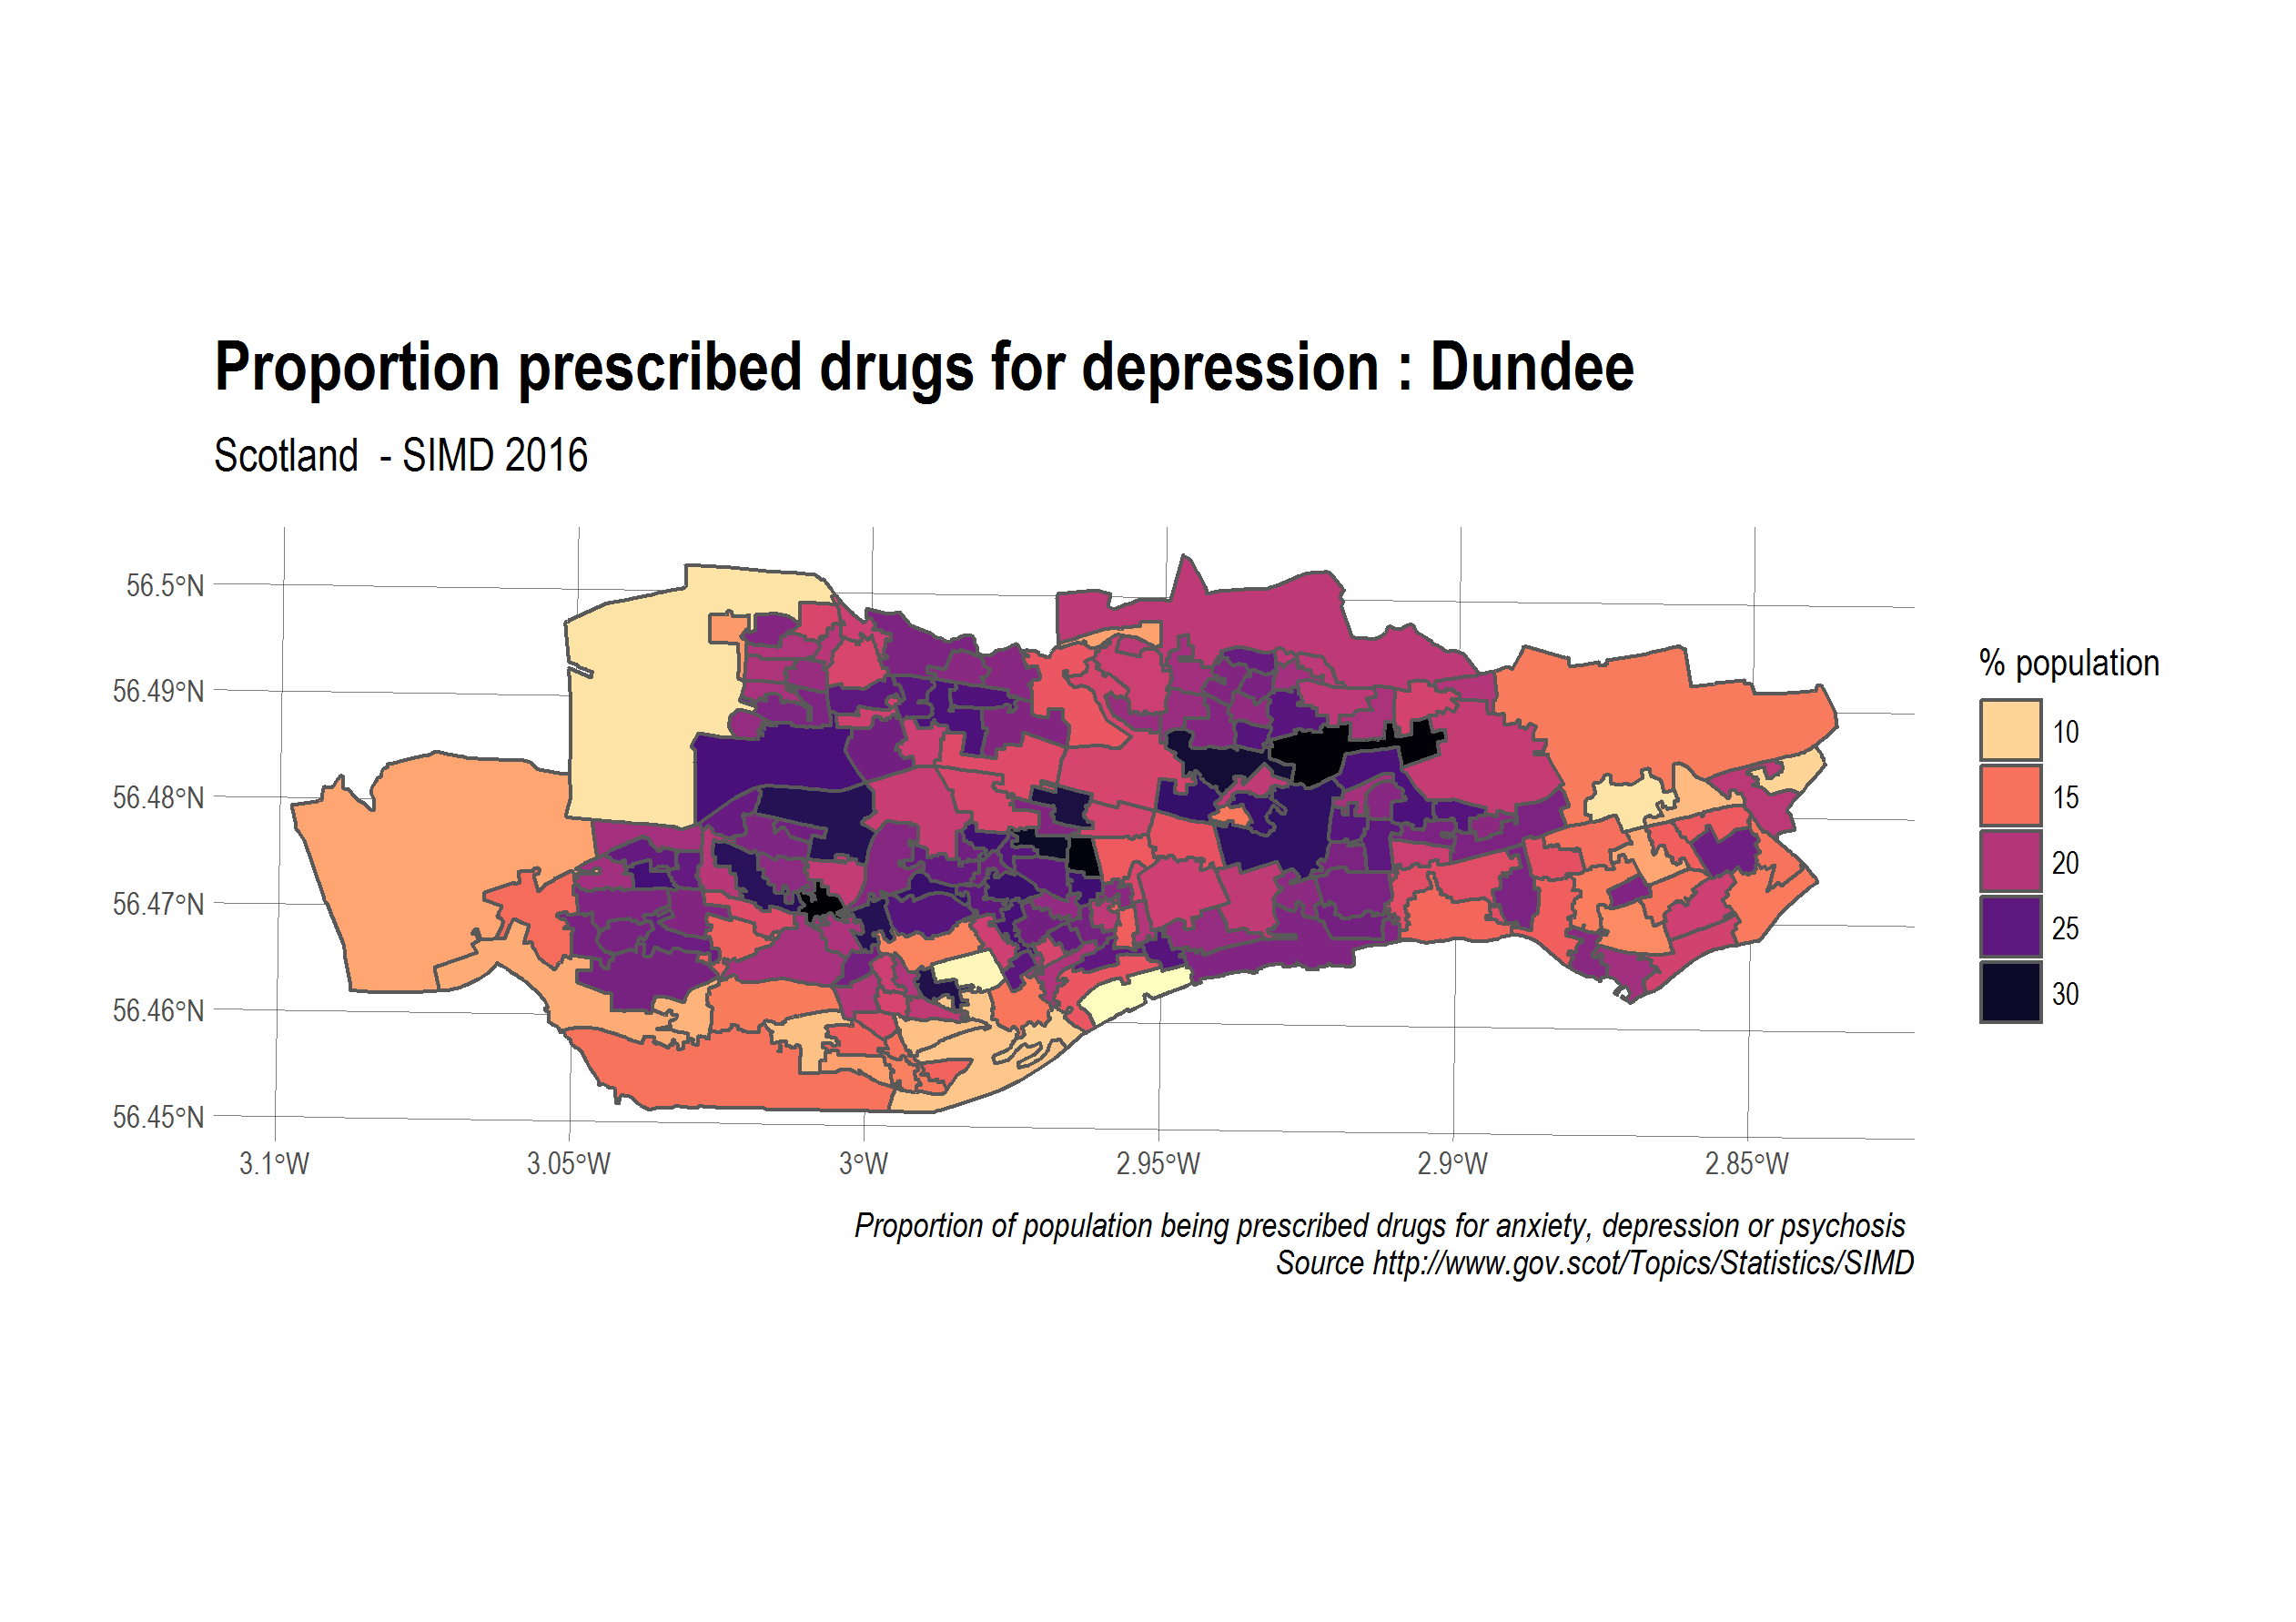 Proportion prescribed drugs for depression : Dundee
Scotland  - SIMD 2016
56.5°N
56.49°N
56.48°N
56.47°N
56.46°N
56.45°N
3.1°W
3.05°W
3°W
2.95°W
2.9°W
2.85°W
% population
10
15
20
25
30
Proportion of population being prescribed drugs for anxiety, depression or psychosis
Source http://www.gov.scot/Topics/Statistics/SIMD